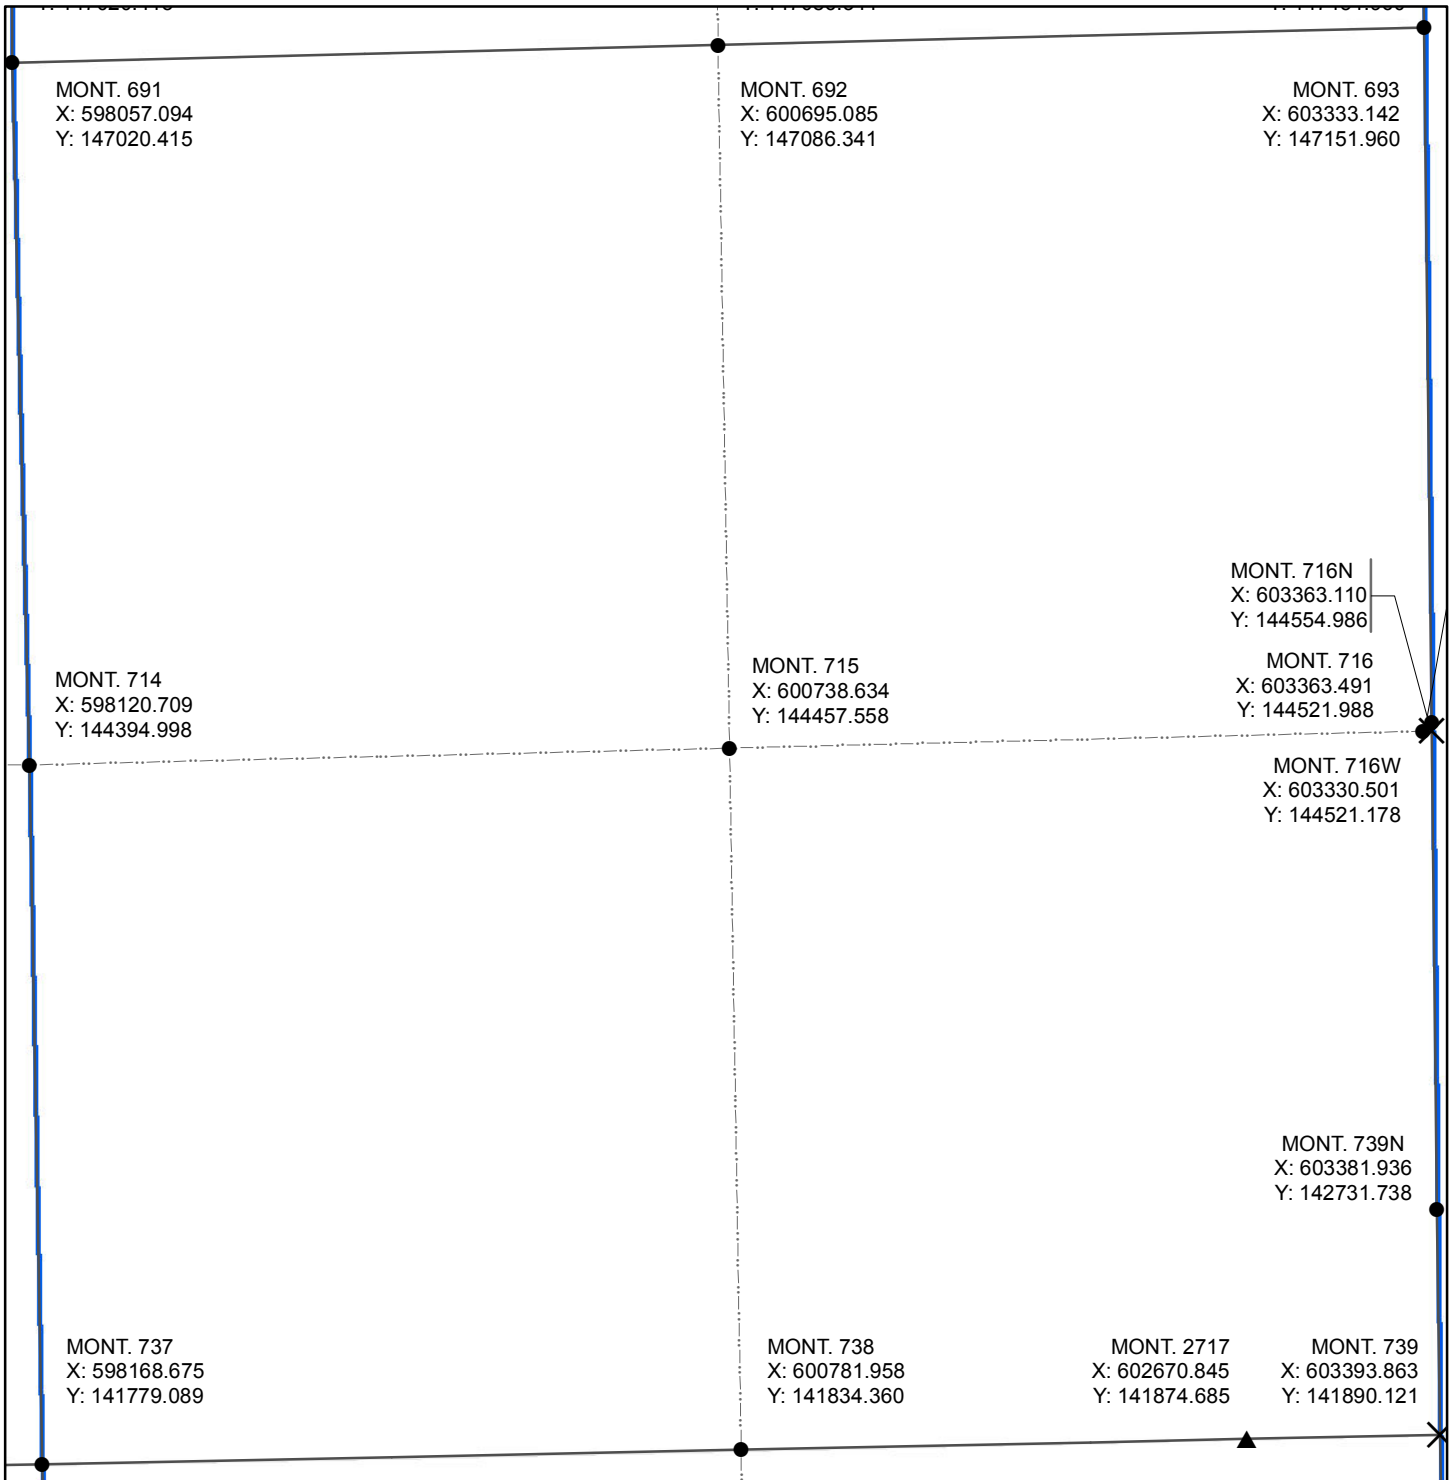 MONT. 691
X: 598057.094
Y: 147020.415
MONT. 692
X: 600695.085
Y: 147086.341
MONT. 693
X: 603333.142
Y: 147151.960
MONT. 716N
X: 603363.110
Y: 144554.986
MONT. 714
X: 598120.709
Y: 144394.998
MONT. 715
X: 600738.634
Y: 144457.558
MONT. 716
X: 603363.491
Y: 144521.988
MONT. 716W
X: 603330.501
Y: 144521.178
MONT. 739N
X: 603381.936
Y: 142731.738
MONT. 737
X: 598168.675
Y: 141779.089
MONT. 738
X: 600781.958
Y: 141834.360
MONT. 2717
X: 602670.845
Y: 141874.685
MONT. 739
X: 603393.863
Y: 141890.121